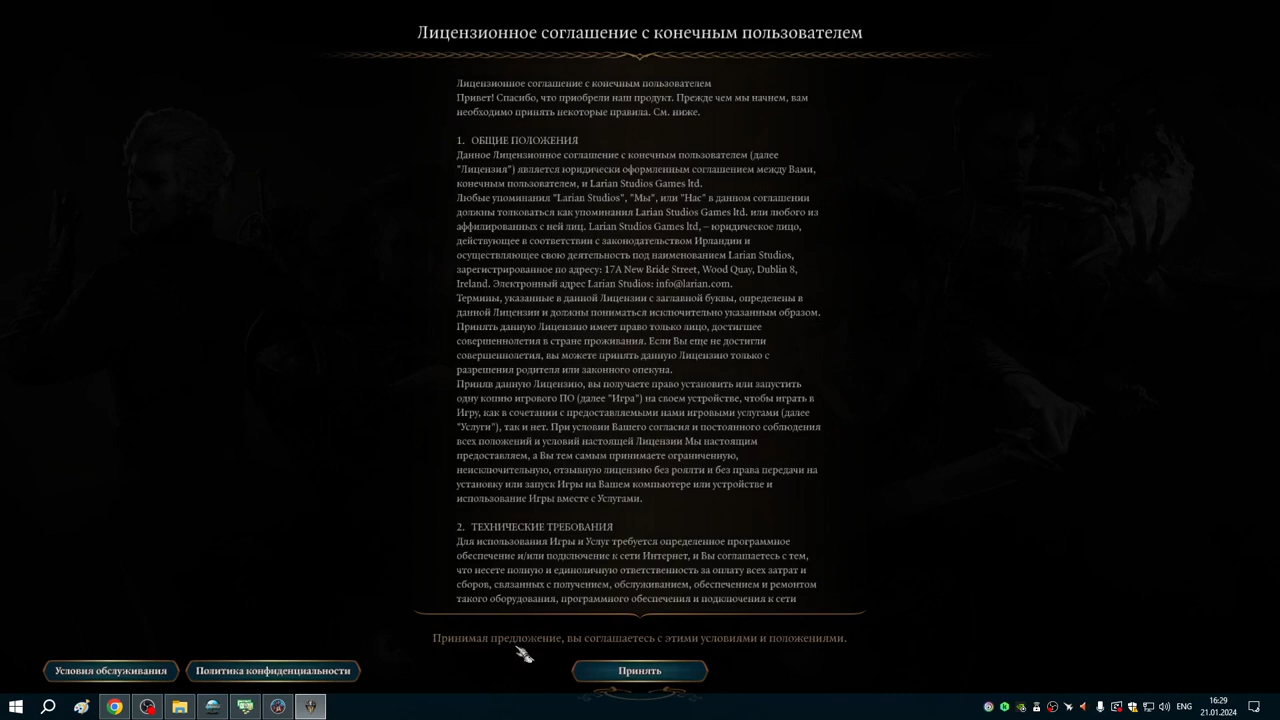 Лицензионное соглашение с конечным пользователем
Лицензионное соглашение с конечным пользователем
Привет! Спасибо, что приобрели наш продукт. Прежде чем мы начнем, вам
необходимо принять некоторые правила. См. ниже.
1. ОБЩИЕ ПОЛОЖЕНИЯ
Данное Лицензионное соглашение с конечным пользователем (далее
"Лицензия") является юридически оформленным соглашением между Вами,
конечным пользователем, и Larian Studios Games ltd.
Любые упоминания "Larian Studios", "Мы", или "Нас" в данном соглашении
должны толковаться как упоминания Larian Studios Games ltd. или любого из
аффилированных с ней лиц. Larian Studios Games ltd, – юридическое лицо,
действующее в соответствии с законодательством Ирландии и
осуществляющее свою деятельность под наименованием Larian Studios,
зарегистрированное по адресу: 17A New Bride Street, Wood Quay, Dublin 8,
Ireland. Электронный адрес Larian Studios: info@larian.com.
Термины, указанные в данной Лицензии с заглавной буквы, определены в
данной Лицензии и должны пониматься исключительно указанным образом.
Принять данную Лицензию имеет право только лицо, достигшее
совершеннолетия в стране проживания. Если Вы еще не достигли
совершеннолетия, вы можете принять данную Лицензию только с
разрешения родителя или законного опекуна.
Приняв данную Лицензию, вы получаете право установить или запустить
одну копию игрового ПО (далее "Игра") на своем устройстве, чтобы играть в
Игру, как в сочетании с предоставляемыми нами игровыми услугами (далее
"Услуги"), так и нет. При условии Вашего согласия и постоянного соблюдения
всех положений и условий настоящей Лицензии Мы настоящим
предоставляем, а Вы тем самым принимаете ограниченную,
неисключительную, отзывную лицензию без роялти и без права передачи на
установку или запуск Игры на Вашем компьютере или устройстве и
использование Игры вместе с Услугами.
2. ТЕХНИЧЕСКИЕ ТРЕБОВАНИЯ
Для использования Игры и Услуг требуется определенное программное
обеспечение и/или подключение к сети Интернет, и Вы соглашаетесь с тем,
что несете полную и единоличную ответственность за оплату всех затрат и
сборов, связанных с получением, обслуживанием, обеспечением и ремонтом
такого оборудования, программного обеспечения и подключения к сети
Принимая предложение, вы соглашаетесь с этими условиями и положениями.
Условия обслуживания
Политика конфиденциальности
Принять
ENG
16:29
21.01.2024